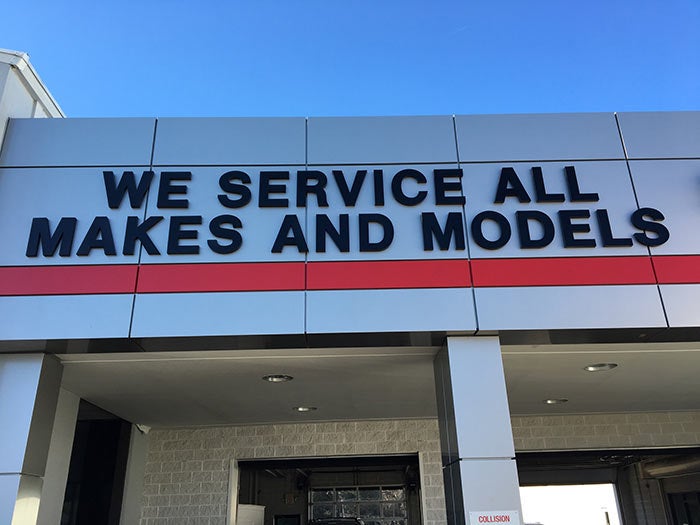 WE SERVICE ALL
MAKES AND MODELS
COLLISION